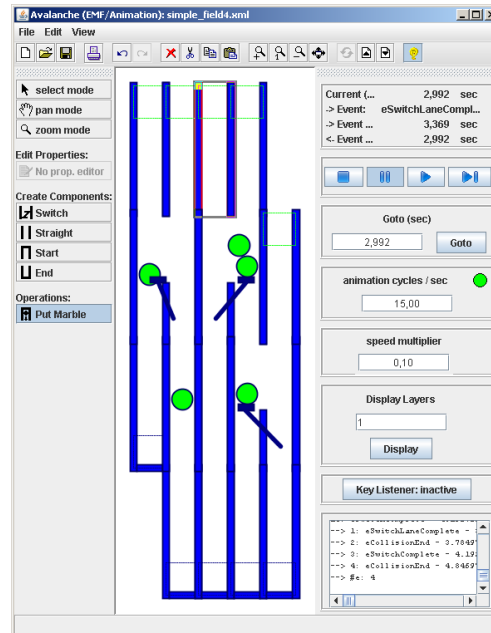 Avalanche (EMF/Animation): simple_field4.xml
File Edit View
select mode
pan mode
zoom mode
Edit Properties:
No prop. editor
Create Components:
Switch
Straight
Start
End
Operations:
Put Marble
Current (... 2,992 sec
-> Event: eSwitchLaneCompl...
-> Event ... 3,369 sec
<- Event ... 2,992 sec
Goto (sec)
2,992 Goto
animation cycles / sec
15,00
speed multiplier
0,10
Display Layers
1
Display
Key Listener: inactive
--> 1: eSwitchLaneComplete -
--> 2: eCollisionEnd - 3.7849
--> 3: eSwitchComplete - 4.19
--> 4: eCollisionEnd - 4.8469
--> #e: 4